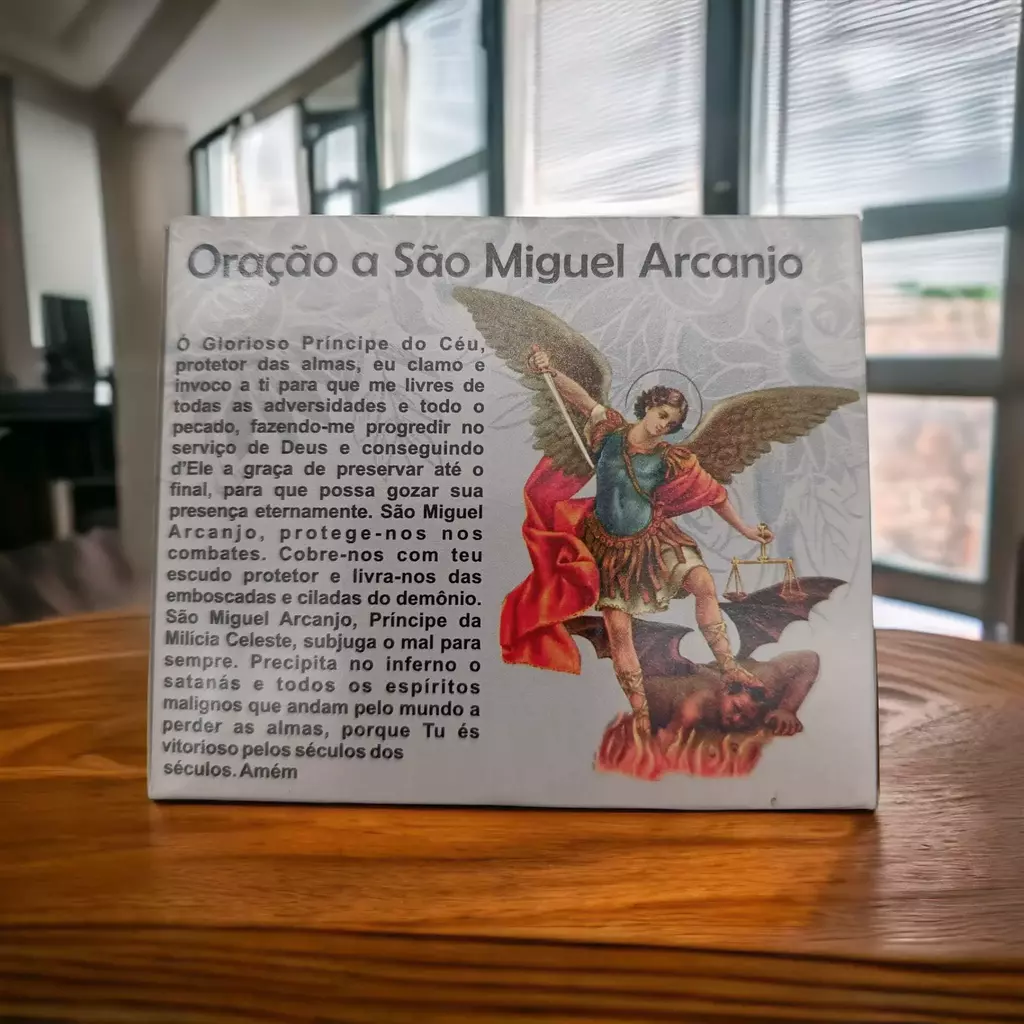 Oração a São Miguel Arcanjo
Ó Glorioso Príncipe do Céu,
protetor das almas, eu clamo e
invoco a ti para que me livres de
todas as adversidades e todo o
pecado, fazendo-me progredir no
serviço de Deus e conseguindo
d'Ele a graça de preservar até o
final, para que possa gozar sua
presença eternamente. São Miguel
Arcanjo, protege-nos nos
combates. Cobre-nos com teu
escudo protetor e livra-nos das
emboscadas e ciladas do demônio.
São Miguel Arcanjo, Príncipe da
Milícia Celeste, subjuga o mal para
sempre. Precipita no inferno o
satanás e todos os espíritos
malignos que andam pelo mundo a
perder as almas, porque Tu és
vitorioso pelos séculos dos
séculos. Amém